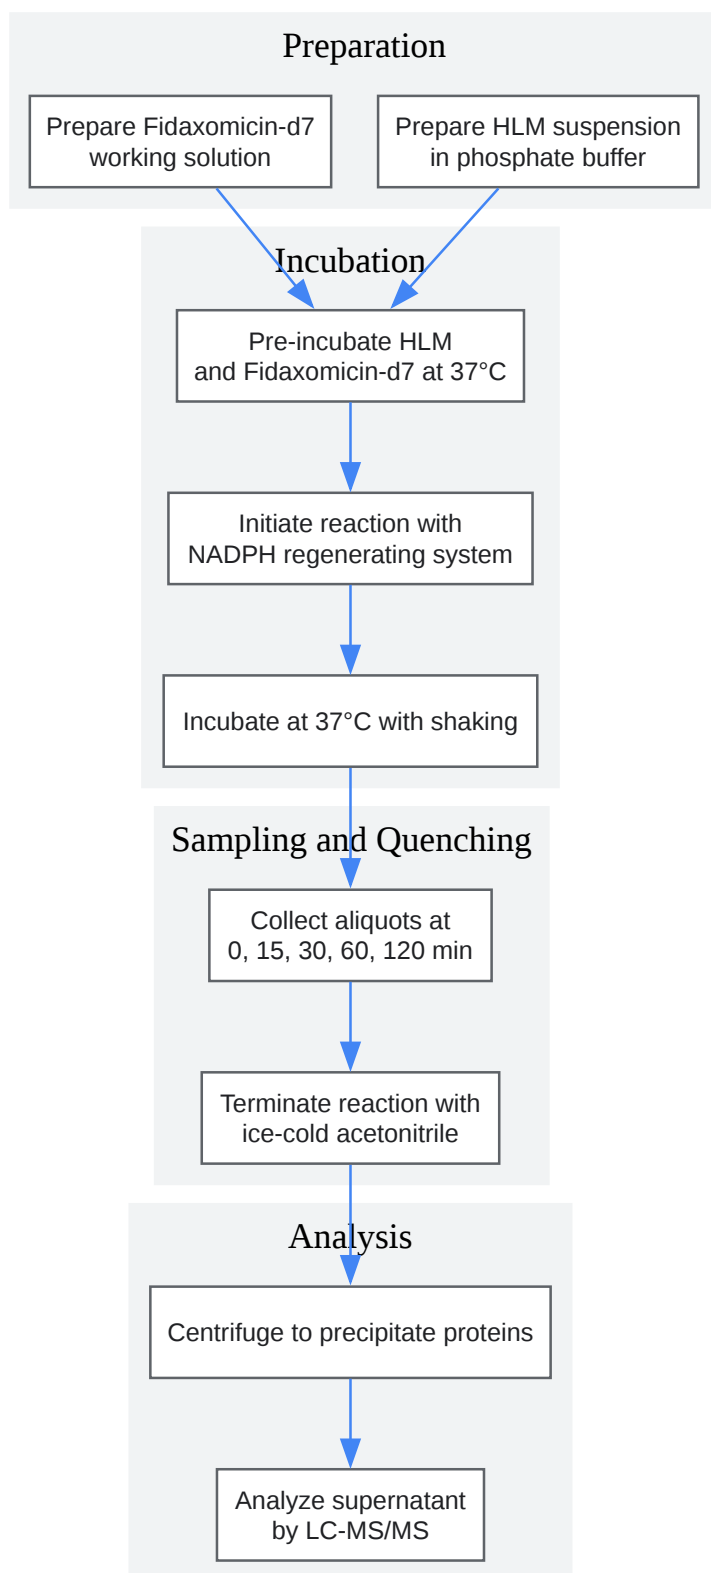 Preparation
Prepare Fidaxomicin-d7
working solution
Prepare HLM suspension
in phosphate buffer
Incubation
Pre-incubate HLM
and Fidaxomicin-d7 at 37°C
Initiate reaction with
NADPH regenerating system
Incubate at 37°C with shaking
Sampling and Quenching
Collect aliquots at
0, 15, 30, 60, 120 min
Terminate reaction with
ice-cold acetonitrile
Analysis
Centrifuge to precipitate proteins
Analyze supernatant
by LC-MS/MS